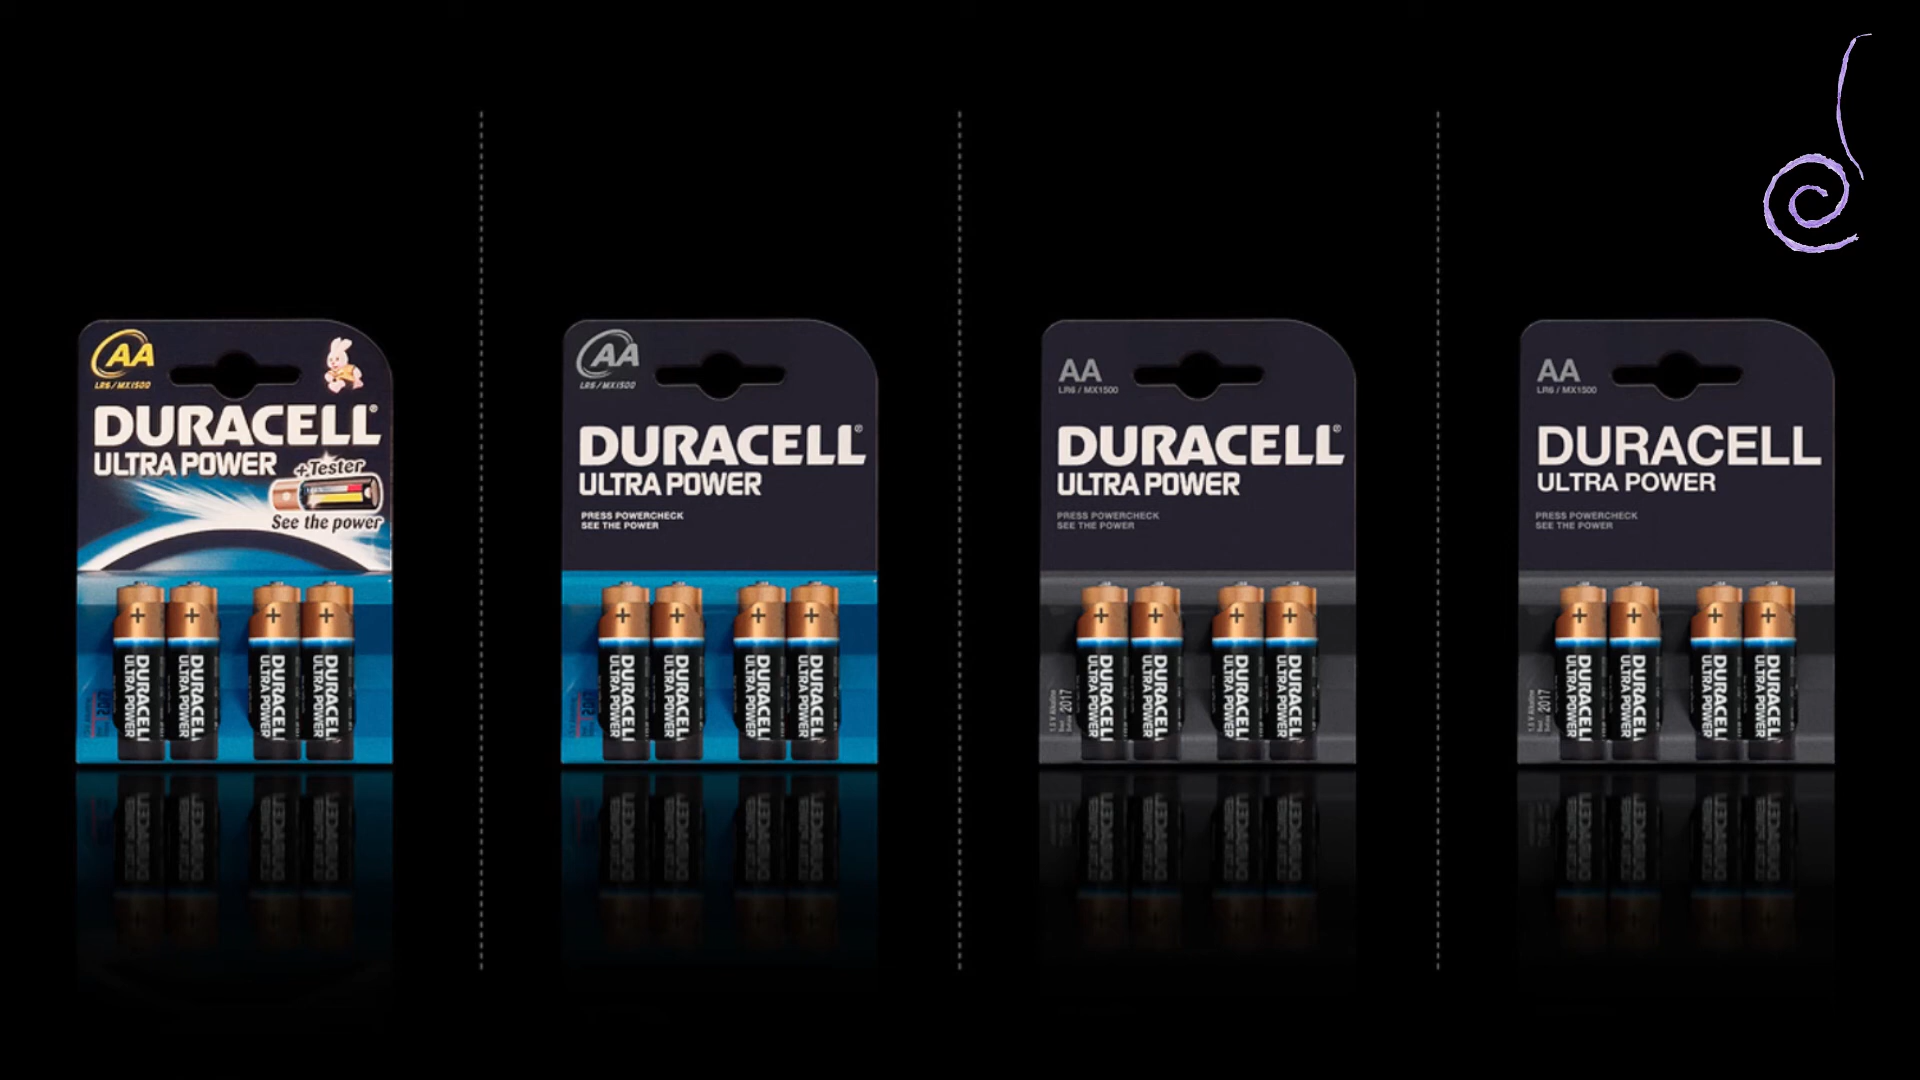 AA
LR6 / MX1500
DURACELL®
ULTRA POWER
+Tester
See the power
+ + + +
DURACELL ULTRA POWER
DURACELL ULTRA POWER
DURACELL ULTRA POWER
DURACELL ULTRA POWER
AA
LR6 / MX1500
DURACELL®
ULTRA POWER
PRESS POWERCHECK
SEE THE POWER
+ + + +
DURACELL ULTRA POWER
DURACELL ULTRA POWER
DURACELL ULTRA POWER
DURACELL ULTRA POWER
AA
LR6 / MX1500
DURACELL®
ULTRA POWER
PRESS POWERCHECK
SEE THE POWER
+ + + +
2017
DURACELL ULTRA POWER
DURACELL ULTRA POWER
DURACELL ULTRA POWER
DURACELL ULTRA POWER
AA
LR6 / MX1500
DURACELL
ULTRA POWER
PRESS POWERCHECK
SEE THE POWER
+ + + +
2017
DURACELL ULTRA POWER
DURACELL ULTRA POWER
DURACELL ULTRA POWER
DURACELL ULTRA POWER